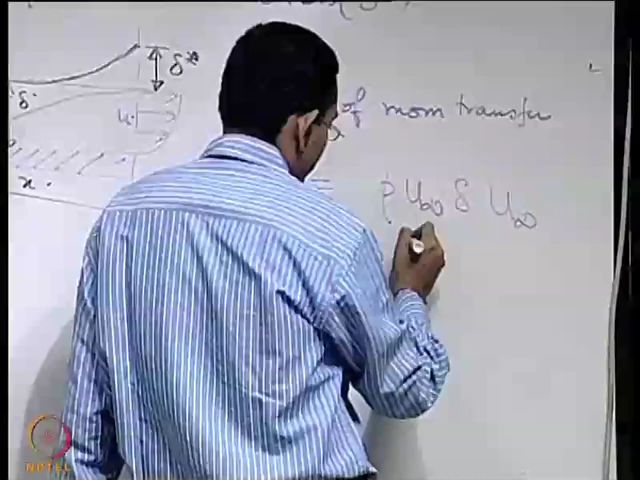 δ*
δ
u
of mom transfer
x
= ρ U∞ δ U∞
NPTEL